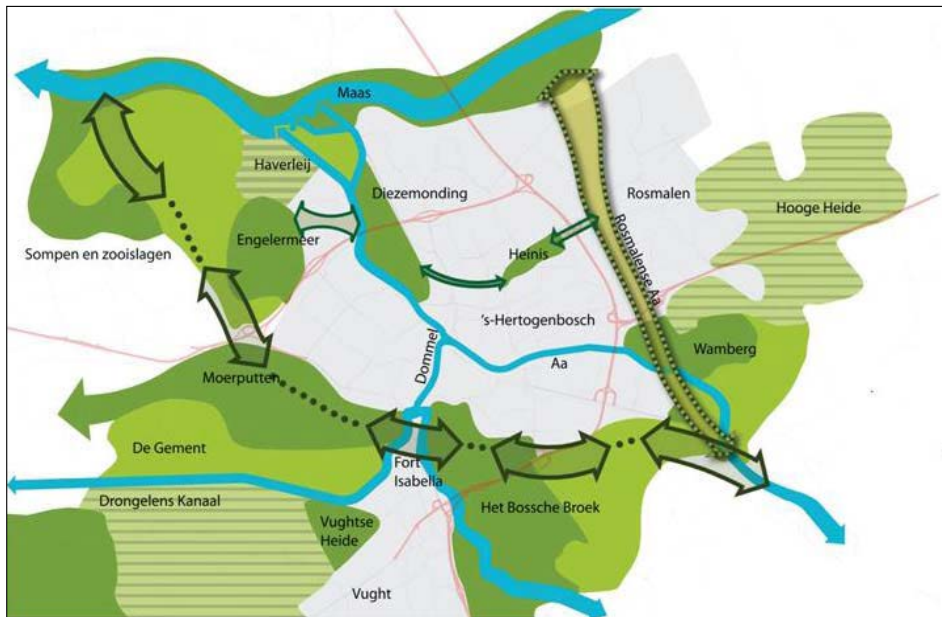 Maas
Haverleij
Diezemonding
Rosmalen
Hooge Heide
Engelermeer
Sompen en zooislagen
Heinis
Rosmalense Aa
's-Hertogenbosch
Dommel
Aa
Wamberg
Moerputten
De Gement
Fort
Isabella
Drongelens Kanaal
Het Bossche Broek
Vughtse
Heide
Vught